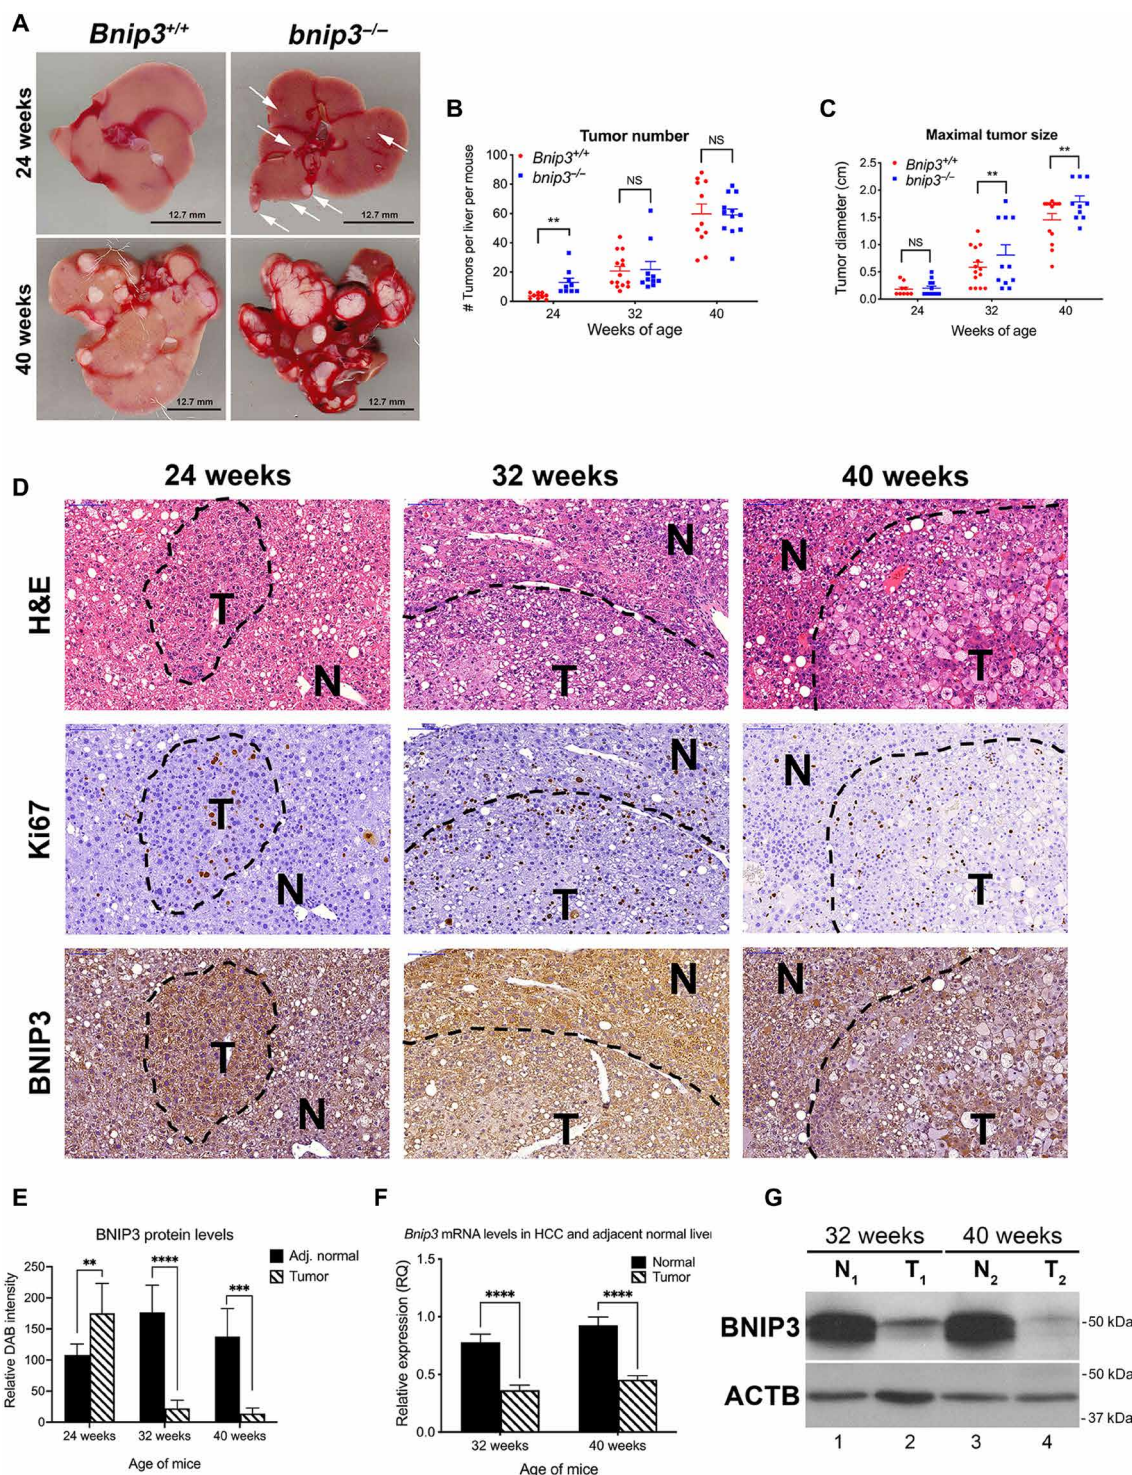 A
Bnip3+/+
bnip3–/–
24 weeks
12.7 mm
12.7 mm
40 weeks
12.7 mm
12.7 mm
B
Tumor number
# Tumors per liver per mouse
Bnip3+/+
bnip3–/–
100
80
60
40
20
0
**
NS
NS
24
32
40
Weeks of age
C
Maximal tumor size
Tumor diameter (cm)
Bnip3+/+
bnip3–/–
2.5
2.0
1.5
1.0
0.5
0.0
NS
**
**
24
32
40
Weeks of age
D
24 weeks
32 weeks
40 weeks
H&E
T
N
N
T
N
T
Ki67
T
N
N
T
N
T
BNIP3
T
N
N
T
N
T
E
BNIP3 protein levels
Relative DAB intensity
250
200
150
100
50
0
**
****
***
Adj. normal
Tumor
24 weeks
32 weeks
40 weeks
Age of mice
F
Bnip3 mRNA levels in HCC and adjacent normal liver
Relative expression (RQ)
1.5
1.0
0.5
0.0
****
****
Normal
Tumor
32 weeks
40 weeks
Age of mice
G
32 weeks 40 weeks
N1 T1 N2 T2
BNIP3
-50 kDa
-50 kDa
ACTB
-37 kDa
1 2 3 4